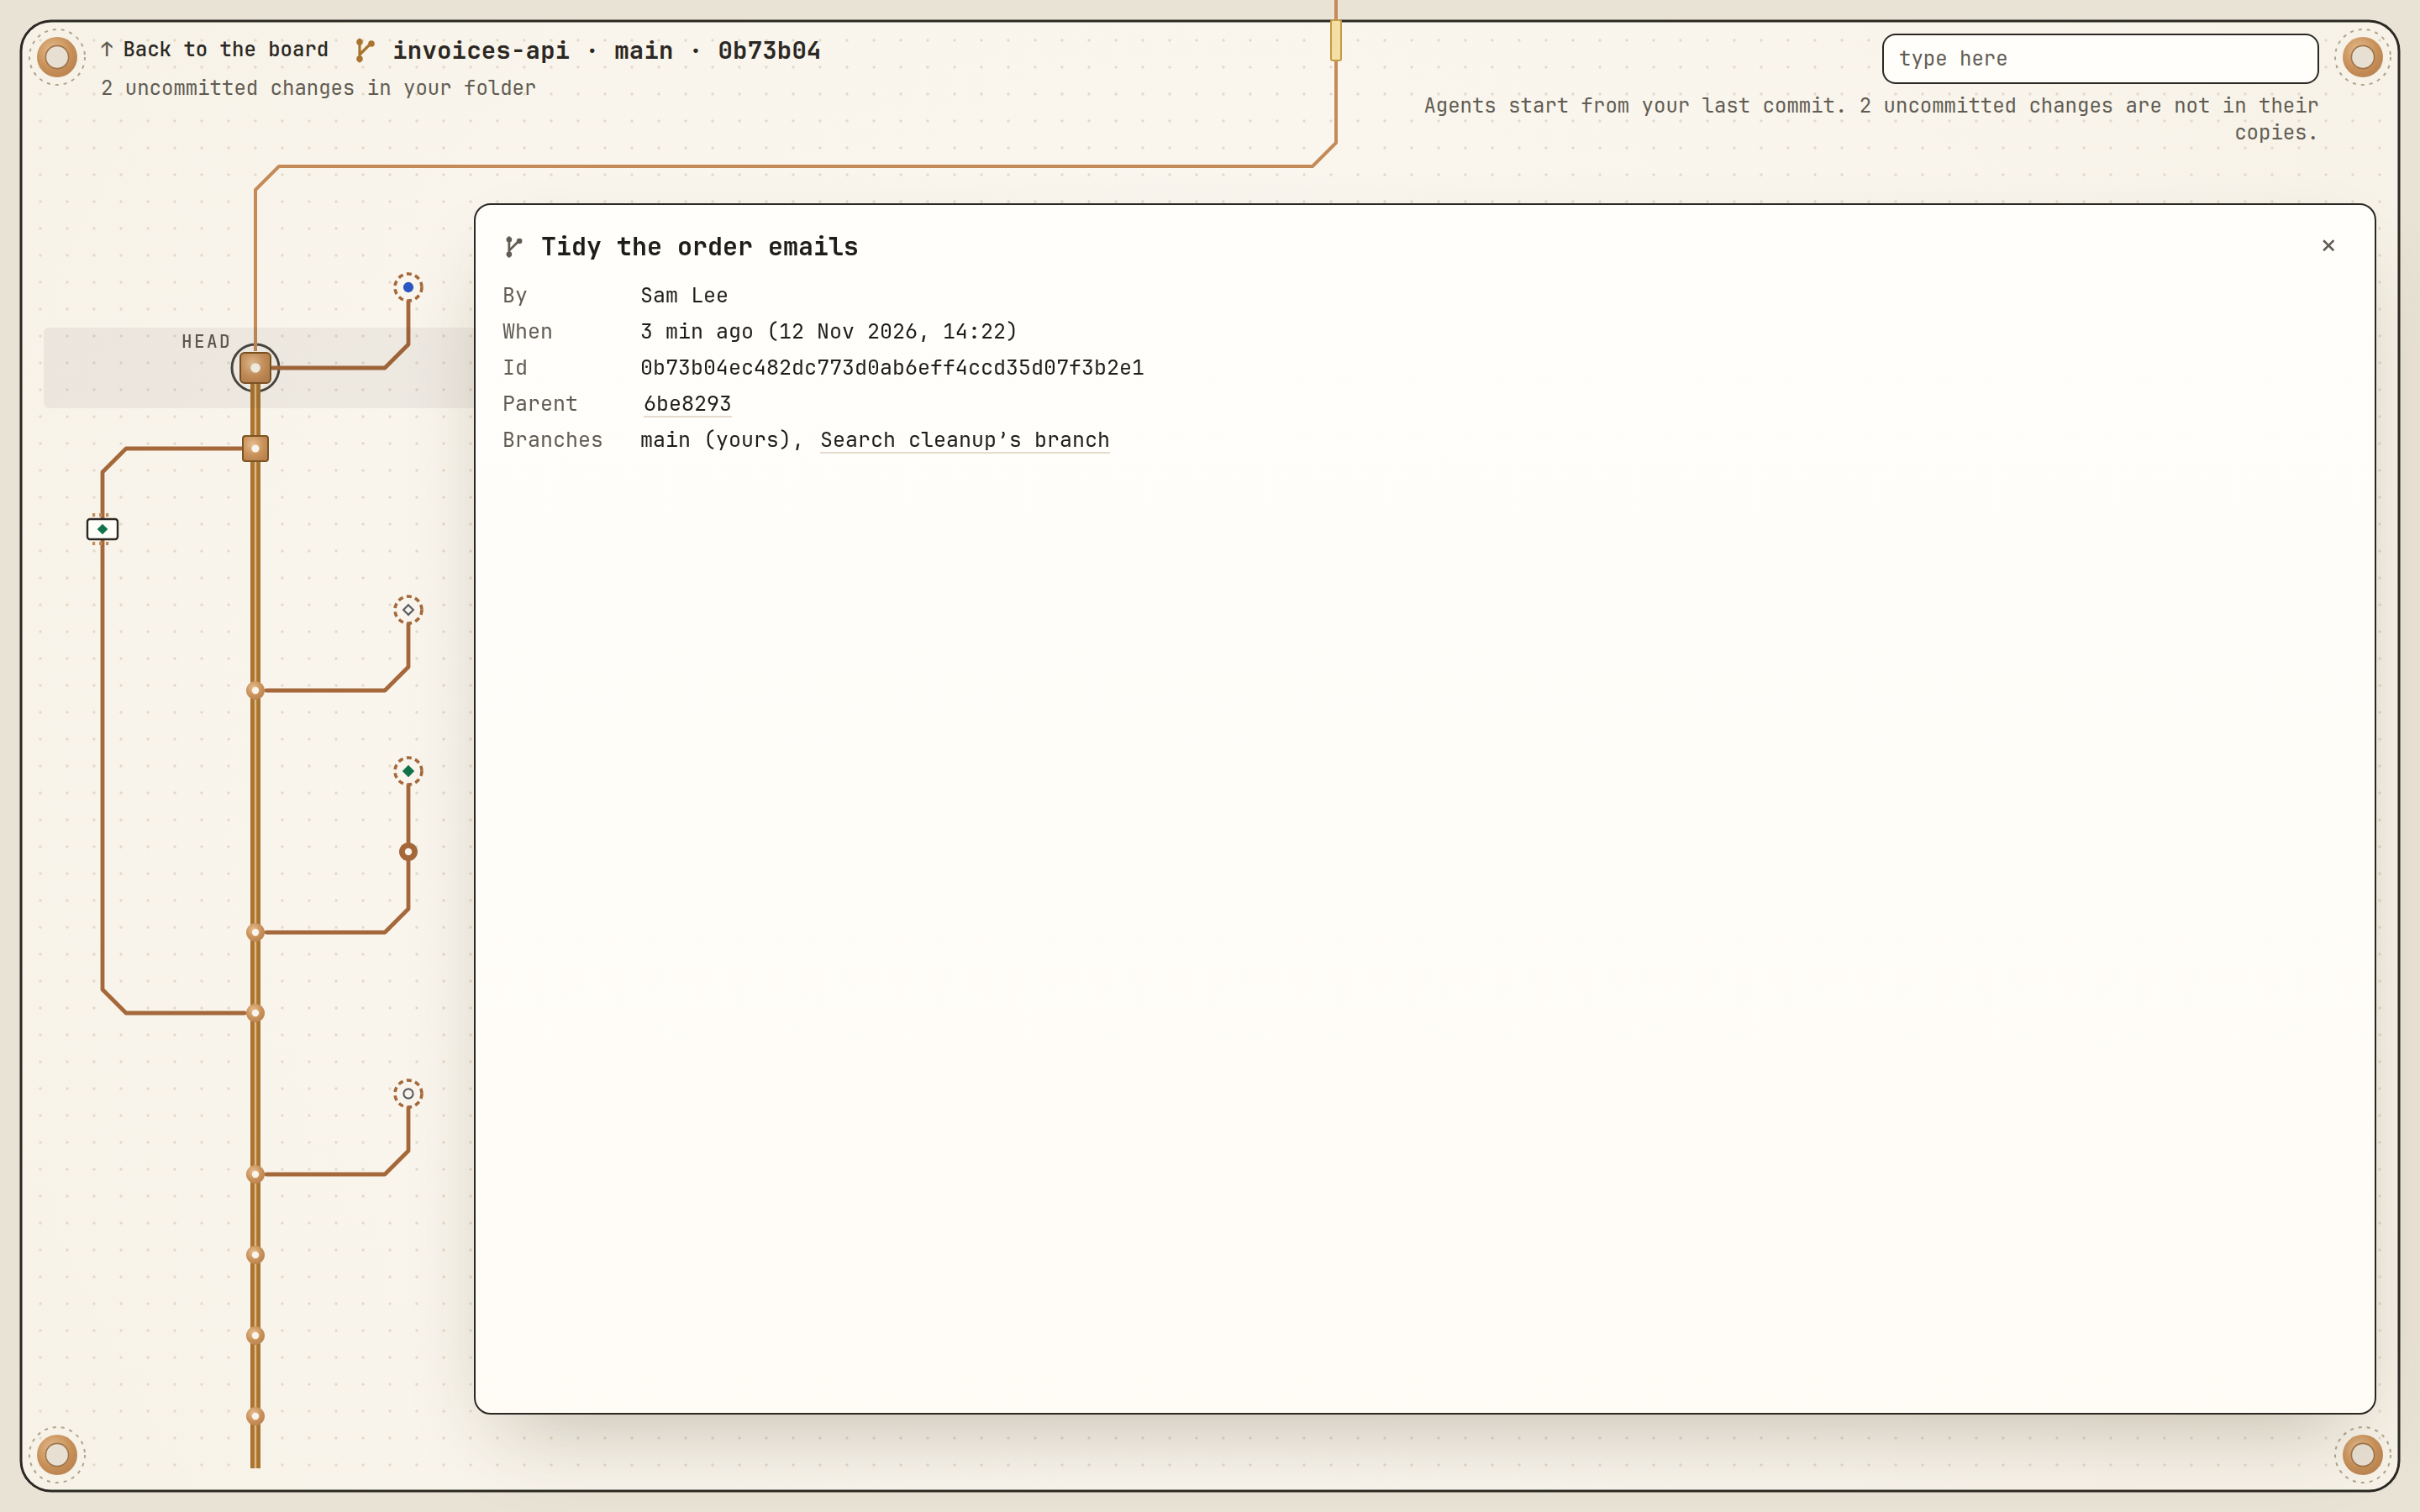 ↑ Back to the board
invoices-api · main · 0b73b04
2 uncommitted changes in your folder
type here
Agents start from your last commit. 2 uncommitted changes are not in their
copies.
HEAD
Tidy the order emails
×
By Sam Lee
When 3 min ago (12 Nov 2026, 14:22)
Id 0b73b04ec482dc773d0ab6eff4ccd35d07f3b2e1
Parent 6be8293
Branches main (yours), Search cleanup’s branch